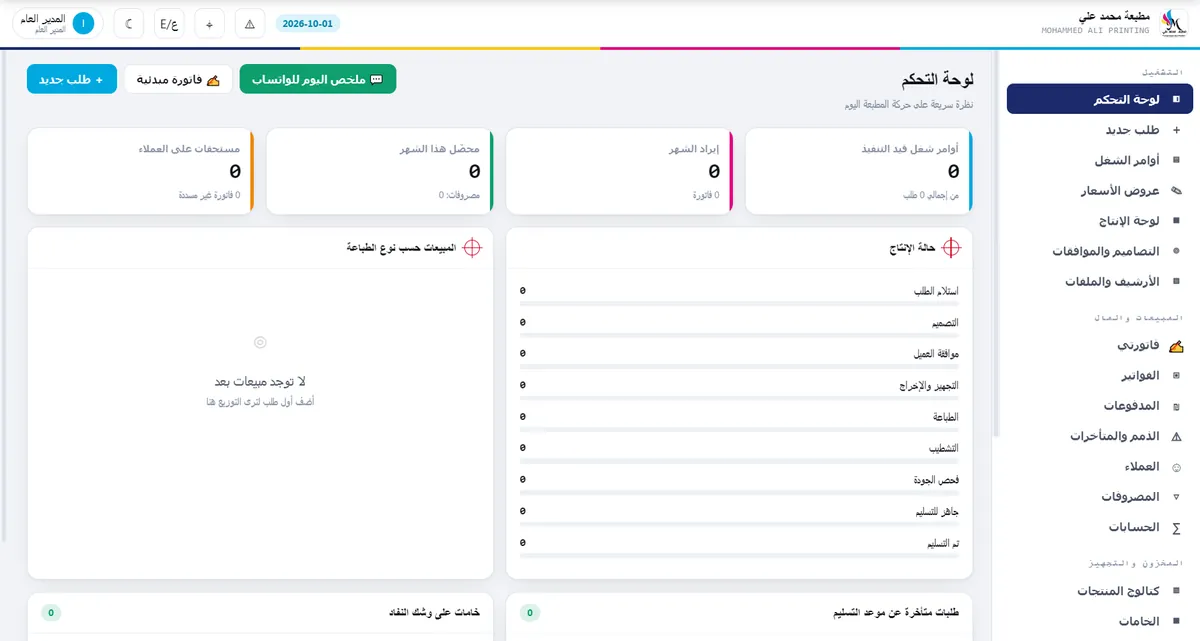 مطبعة محمد علي
MOHAMMED ALI PRINTING
2026-10-01
ع/E
المدير العام
المدير العام
ا
التشغيل
لوحة التحكم
طلب جديد
أوامر الشغل
عروض الأسعار
لوحة الإنتاج
التصاميم والموافقات
الأرشيف والملفات
المبيعات والمال
فاتورتي
الفواتير
المدفوعات
الذمم والمتأخرات
العملاء
المصروفات
الحسابات
المخزون والتجهيز
كتالوج المنتجات
الخامات
لوحة التحكم
نظرة سريعة على حركة المطبعة اليوم
ملخص اليوم للواتساب
فاتورة مبدئية
+ طلب جديد
أوامر شغل قيد التنفيذ
0
من إجمالي 0 طلب
إيراد الشهر
0
0 فاتورة
محصّل هذا الشهر
0
مصروفات: 0
مستحقات على العملاء
0
0 فاتورة غير مسددة
حالة الإنتاج
استلام الطلب 0
التصميم 0
موافقة العميل 0
التجهيز والإخراج 0
الطباعة 0
التشطيب 0
فحص الجودة 0
جاهز للتسليم 0
تم التسليم 0
المبيعات حسب نوع الطباعة
لا توجد مبيعات بعد
أضف أول طلب لترى التوزيع هنا
طلبات متأخرة عن موعد التسليم 0
خامات على وشك النفاد 0